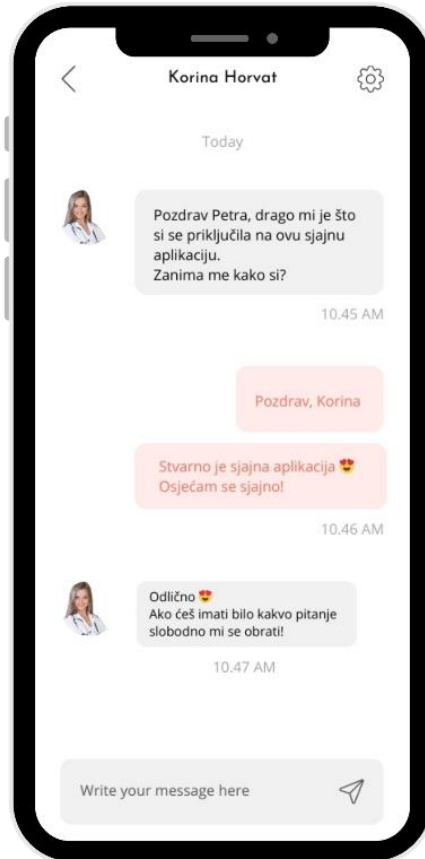 Korina Horvat
Today
Pozdrav Petra, drago mi je što
si se priključila na ovu sjajnu
aplikaciju.
Zanima me kako si?
10.45 AM
Pozdrav, Korina
Stvarno je sjajna aplikacija 😍
Osjećam se sjajno!
10.46 AM
Odlično 😍
Ako ćeš imati bilo kakvo pitanje
slobodno mi se obrati!
10.47 AM
Write your message here